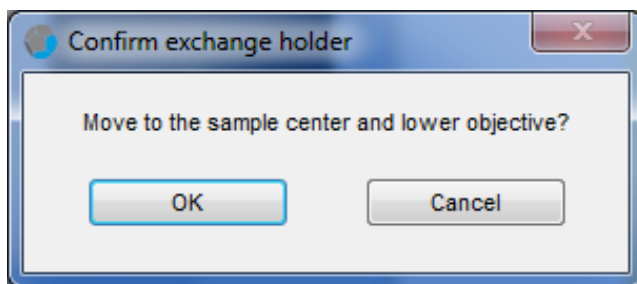 Confirm exchange holder
Move to the sample center and lower objective?
OK
Cancel